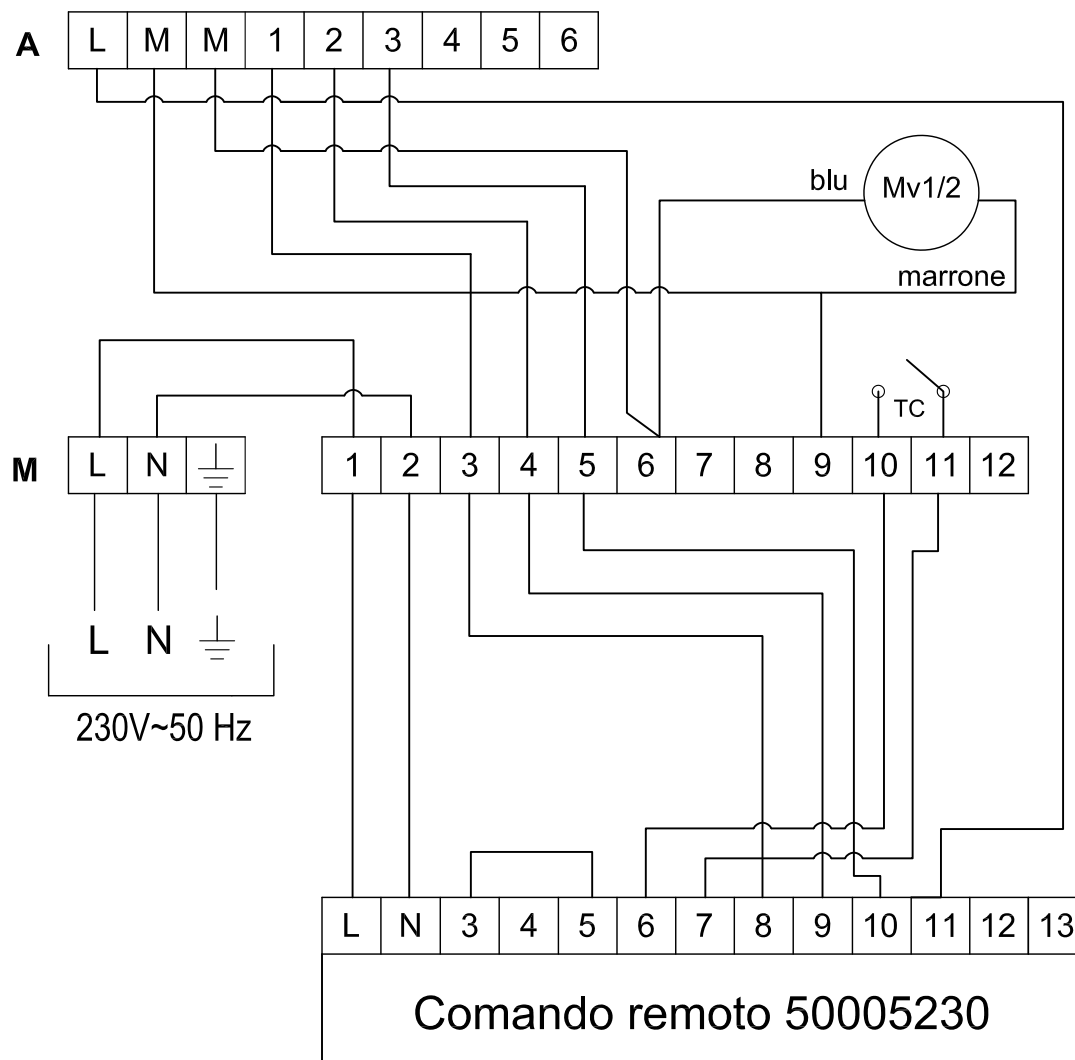 A L M M 1 2 3 4 5 6
blu Mv1/2
marrone
TC
M L N 1 2 3 4 5 6 7 8 9 10 11 12
L N
230V~50 Hz
L N 3 4 5 6 7 8 9 10 11 12 13
Comando remoto 50005230